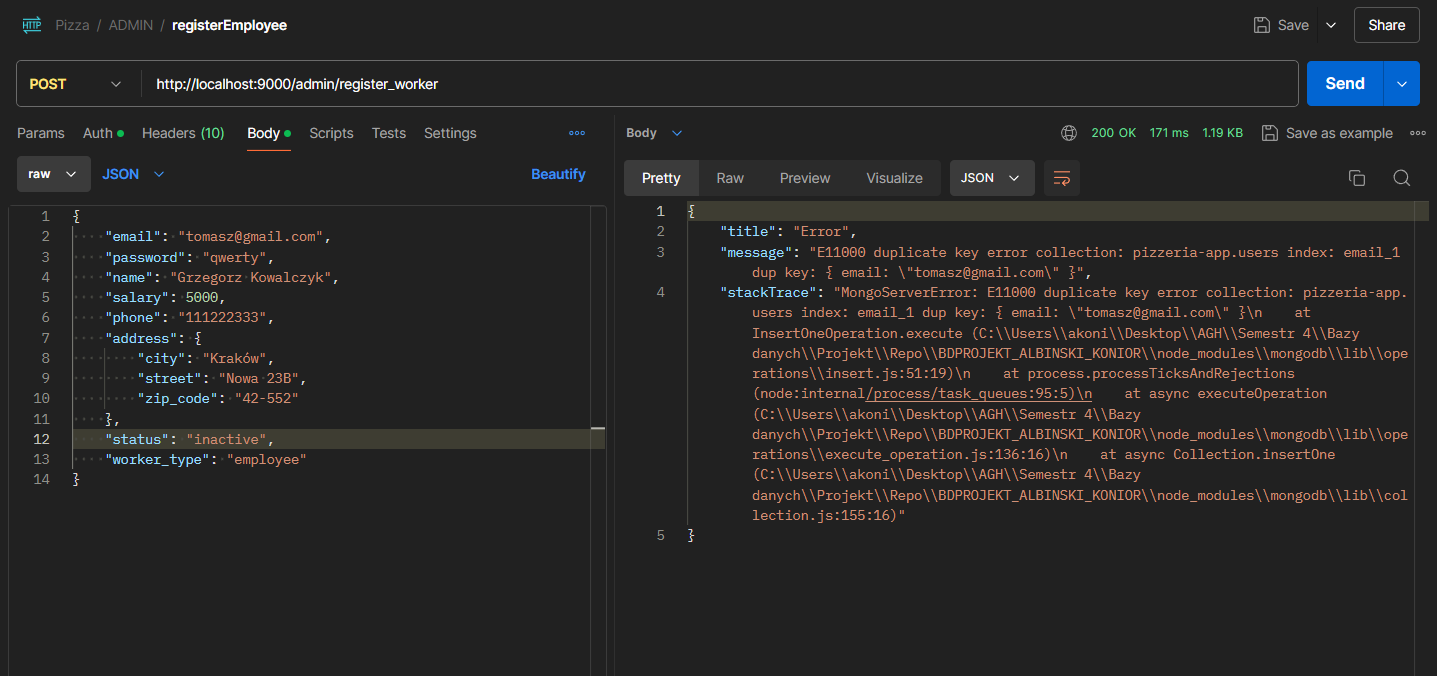 HTTP Pizza / ADMIN / registerEmployee Save Share
POST http://localhost:9000/admin/register_worker Send
Params Auth Headers (10) Body Scripts Tests Settings
raw JSON Beautify
1 {
2 "email": "tomasz@gmail.com",
3 "password": "qwerty",
4 "name": "Grzegorz Kowalczyk",
5 "salary": 5000,
6 "phone": "111222333",
7 "address": {
8 "city": "Kraków",
9 "street": "Nowa 23B",
10 "zip_code": "42-552"
11 },
12 "status": "inactive",
13 "worker_type": "employee"
14 }
Body 200 OK 171 ms 1.19 KB Save as example
Pretty Raw Preview Visualize JSON
1 {
2 "title": "Error",
3 "message": "E11000 duplicate key error collection: pizzeria-app.users index: email_1
dup key: { email: \"tomasz@gmail.com\" }",
4 "stackTrace": "MongoServerError: E11000 duplicate key error collection: pizzeria-app.
users index: email_1 dup key: { email: \"tomasz@gmail.com\" }\n    at
InsertOneOperation.execute (C:\\Users\\akoni\\Desktop\\AGH\\Semestr 4\\Bazy
danych\\Projekt\\Repo\\BDPROJEKT_ALBINSKI_KONIOR\\node_modules\\mongodb\\lib\\ope
rations\\insert.js:51:19)\n    at process.processTicksAndRejections
(node:internal/process/task_queues:95:5)\n    at async executeOperation
(C:\\Users\\akoni\\Desktop\\AGH\\Semestr 4\\Bazy
danych\\Projekt\\Repo\\BDPROJEKT_ALBINSKI_KONIOR\\node_modules\\mongodb\\lib\\ope
rations\\execute_operation.js:136:16)\n    at async Collection.insertOne
(C:\\Users\\akoni\\Desktop\\AGH\\Semestr 4\\Bazy
danych\\Projekt\\Repo\\BDPROJEKT_ALBINSKI_KONIOR\\node_modules\\mongodb\\lib\\col
lection.js:155:16)"
5 }